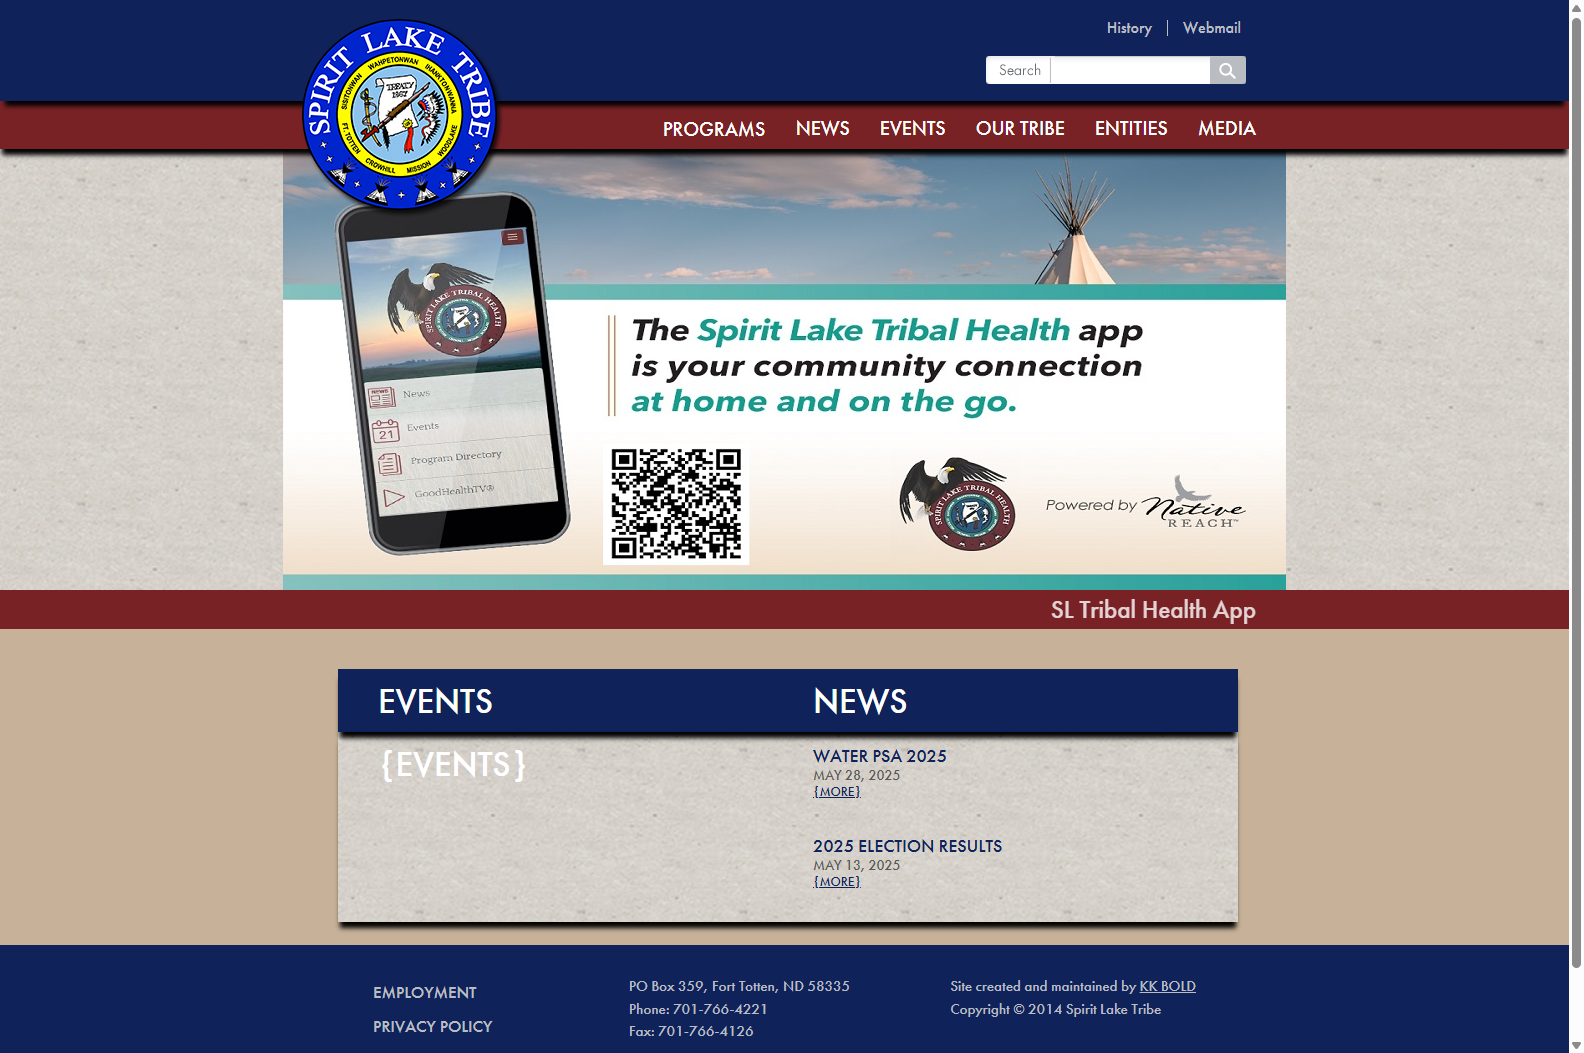 History
Webmail
Search
SPIRIT LAKE TRIBE
SISITONWAN WAHPETONWAN IHANKTONWANNA
TREATY
1867
FT. TOTTEN CROWHILL MISSION WOODLAKE
PROGRAMS
NEWS
EVENTS
OUR TRIBE
ENTITIES
MEDIA
SPIRIT LAKE TRIBAL HEALTH
News
21
Events
Program Directory
GoodHealthTV®
The Spirit Lake Tribal Health app
is your community connection
at home and on the go.
SPIRIT LAKE TRIBAL HEALTH
Powered by Native
REACH™
SL Tribal Health App
EVENTS
{EVENTS}
NEWS
WATER PSA 2025
MAY 28, 2025
{MORE}
2025 ELECTION RESULTS
MAY 13, 2025
{MORE}
EMPLOYMENT
PRIVACY POLICY
PO Box 359, Fort Totten, ND 58335
Phone: 701-766-4221
Fax: 701-766-4126
Site created and maintained by KK BOLD
Copyright © 2014 Spirit Lake Tribe